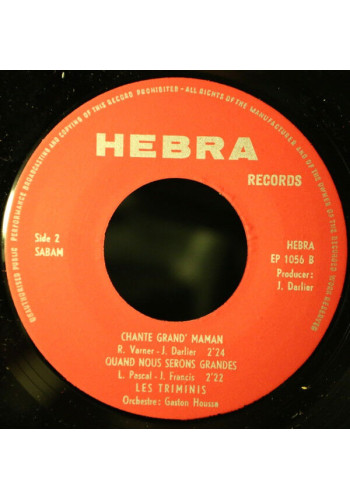 UNAUTHORISED PUBLIC PERFORMANCE BROADCASTING AND COPYING OF THIS RECORD PROHIBITED - ALL RIGHTS OF THE MANUFACTURER AND OF THE OWNER OF THE RECORDED WORK RESERVED
HEBRA
RECORDS
Side 2
SABAM
HEBRA
EP 1056 B
Producer:
J. Darlier
CHANTE GRAND' MAMAN
R. Varner - J. Darlier 2'24
QUAND NOUS SERONS GRANDES
L. Pascal - J. Francis 2'22
LES TRIMINIS
Orchestre: Gaston Houssa